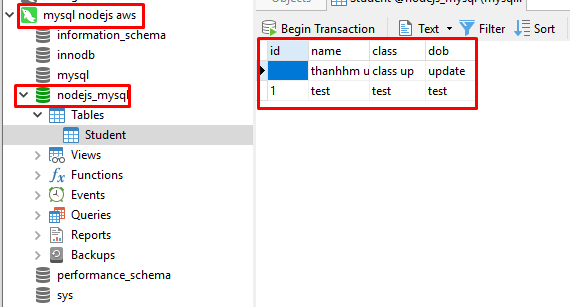 mysql nodejs aws
information_schema
innodb
mysql
nodejs_mysql
Tables
Student
Views
Functions
Events
Queries
Reports
Backups
performance_schema
sys
Objects Student @nodejs_mysql (mysql
Begin Transaction Text Filter Sort
id name class dob
thanhhm u class up update
1 test test test